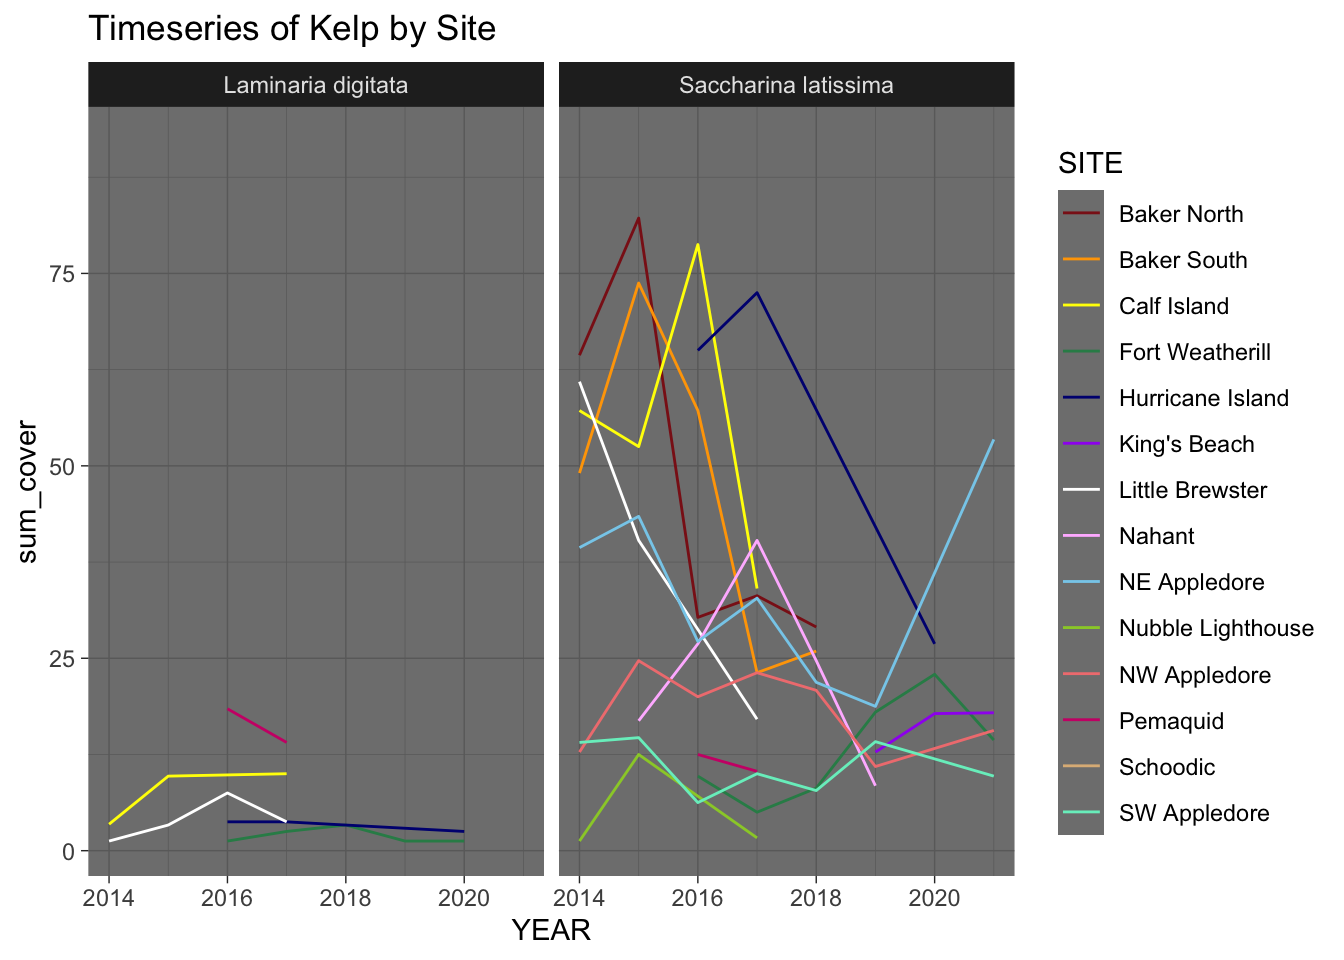 Timeseries of Kelp by Site
Laminaria digitata
Saccharina latissima
sum_cover
75
50
25
0
2014 2016 2018 2020
2014 2016 2018 2020
YEAR
SITE
Baker North
Baker South
Calf Island
Fort Weatherill
Hurricane Island
King's Beach
Little Brewster
Nahant
NE Appledore
Nubble Lighthouse
NW Appledore
Pemaquid
Schoodic
SW Appledore